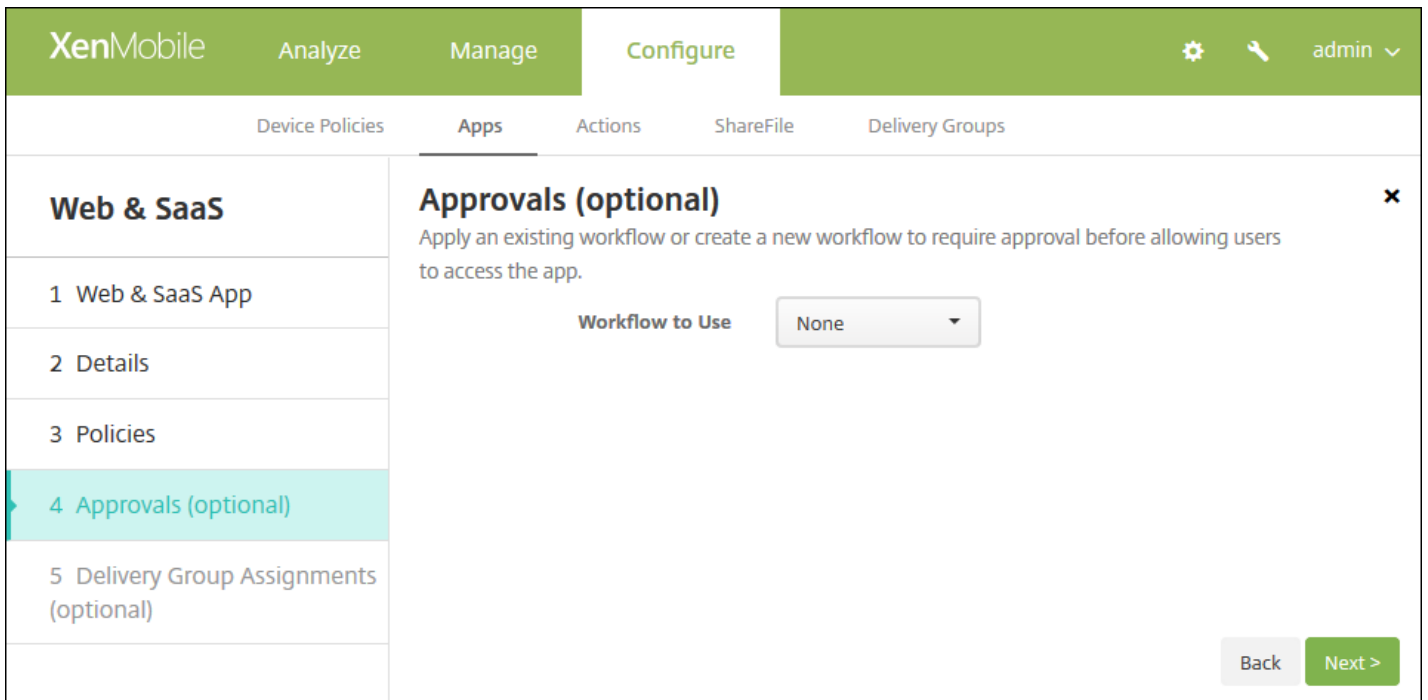 XenMobile Analyze Manage Configure admin
Device Policies Apps Actions ShareFile Delivery Groups
Web & SaaS
1 Web & SaaS App
2 Details
3 Policies
4 Approvals (optional)
5 Delivery Group Assignments
(optional)
Approvals (optional)
Apply an existing workflow or create a new workflow to require approval before allowing users
to access the app.
Workflow to Use None
Back Next >